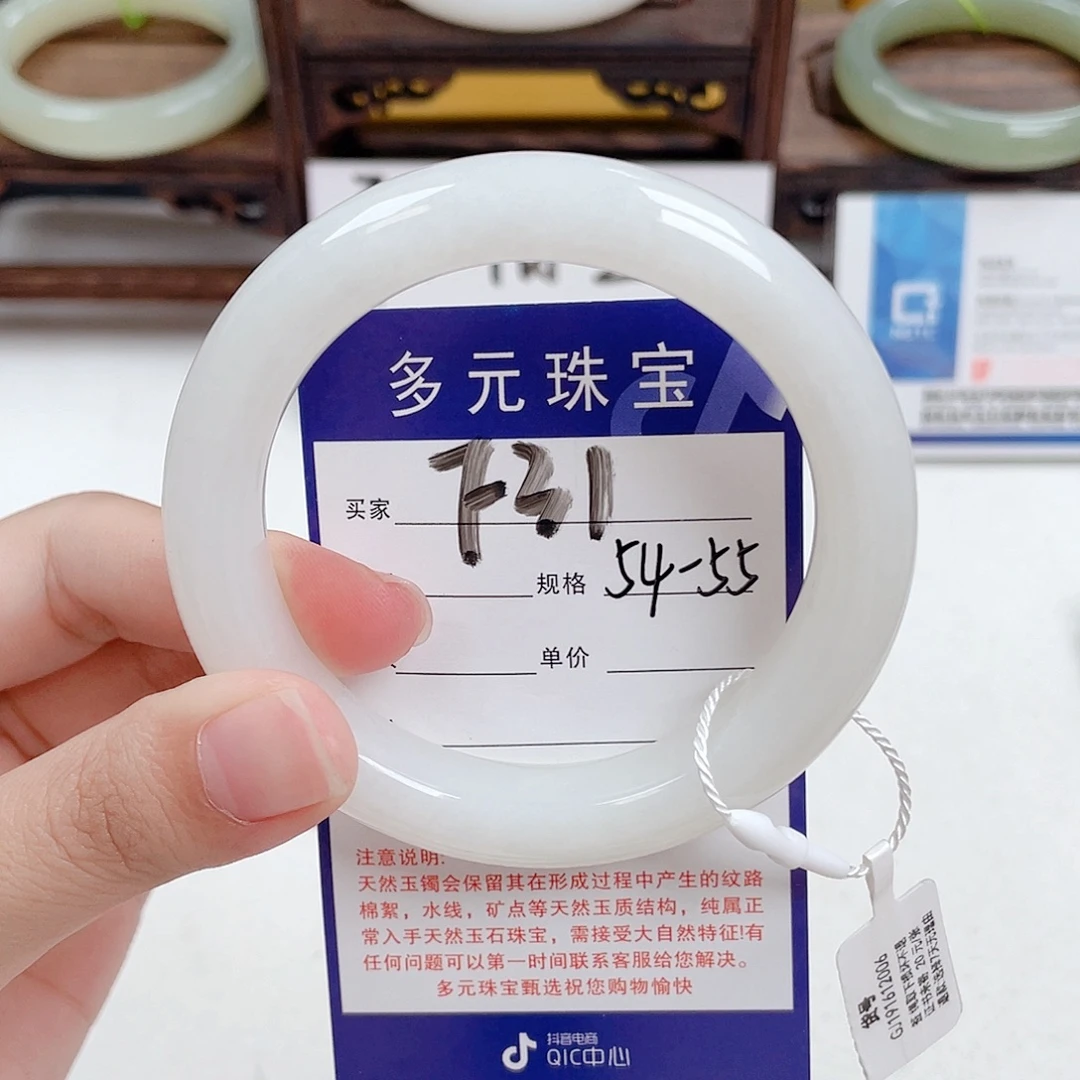 多元珠宝
买家 731
规格 54-55
单价
注意说明:
天然玉镯会保留其在形成过程中产生的纹路
棉絮，水线，矿点等天然玉质结构，纯属正
常入手天然玉石珠宝，需接受大自然特征!有
任何问题可以第一时间联系客服给您解决。
多元珠宝甄选祝您购物愉快
抖音电商
QIC中心
货号
GJ191612006